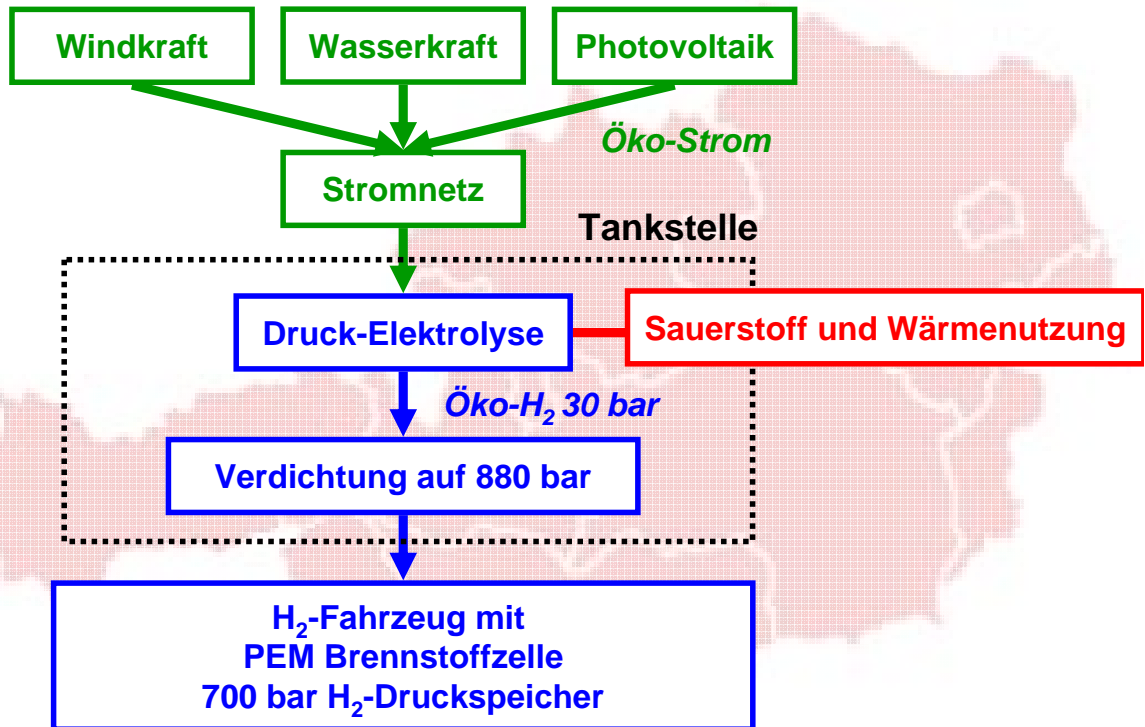 Windkraft
Wasserkraft
Photovoltaik
Öko-Strom
Stromnetz
Tankstelle
Druck-Elektrolyse
Sauerstoff und Wärmenutzung
Öko-H₂ 30 bar
Verdichtung auf 880 bar
H₂-Fahrzeug mit
PEM Brennstoffzelle
700 bar H₂-Druckspeicher